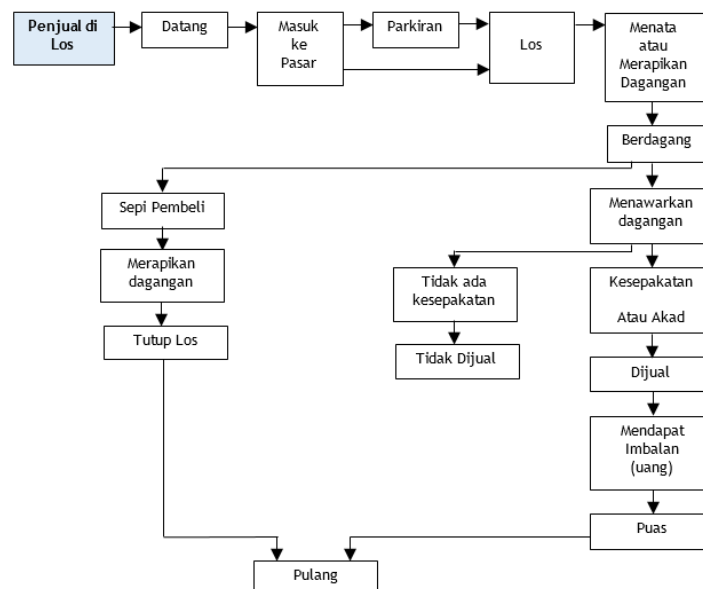 Penjual di
Los
Datang
Masuk
ke
Pasar
Parkiran
Los
Menata
atau
Merapikan
Dagangan
Berdagang
Sepi Pembeli
Menawarkan
dagangan
Merapikan
dagangan
Tidak ada
kesepakatan
Kesepakatan
Atau Akad
Tutup Los
Tidak Dijual
Dijual
Mendapat
Imbalan
(uang)
Puas
Pulang